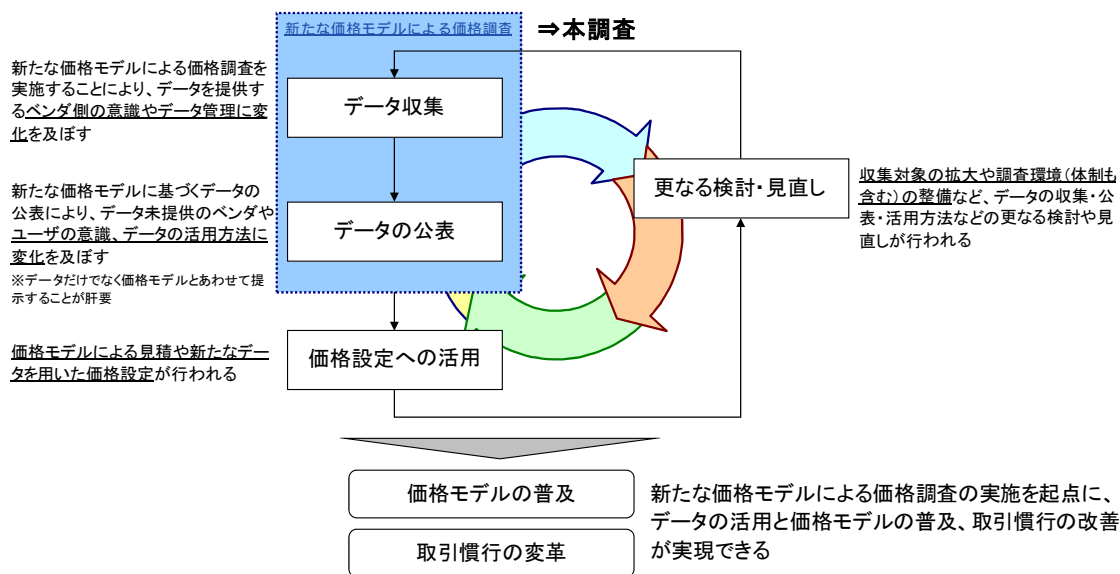 新たな価格モデルによる価格調査
⇒本調査
新たな価格モデルによる価格調査を
実施することにより、データを提供す
るベンダ側の意識やデータ管理に変
化を及ぼす
データ収集
新たな価格モデルに基づくデータの
公表により、データ未提供のベンダや
ユーザの意識、データの活用方法に
変化を及ぼす
※データだけでなく価格モデルとあわせて提
示することが肝要
データの公表
更なる検討・見直し
収集対象の拡大や調査環境(体制も
含む)の整備など、データの収集・公
表・活用方法などの更なる検討や見
直しが行われる
価格モデルによる見積や新たなデー
タを用いた価格設定が行われる
価格設定への活用
価格モデルの普及
取引慣行の変革
新たな価格モデルによる価格調査の実施を起点に、
データの活用と価格モデルの普及、取引慣行の改善
が実現できる